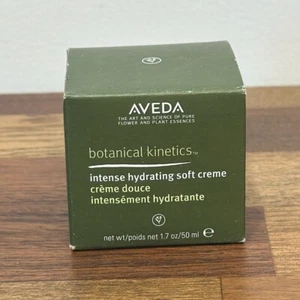 AVEDA
THE ART AND SCIENCE OF PURE
FLOWER AND PLANT ESSENCES
botanical kinetics™
intense hydrating soft creme
crème douce
intensément hydratante
net wt/poids net 1.7 oz/50 ml ℮